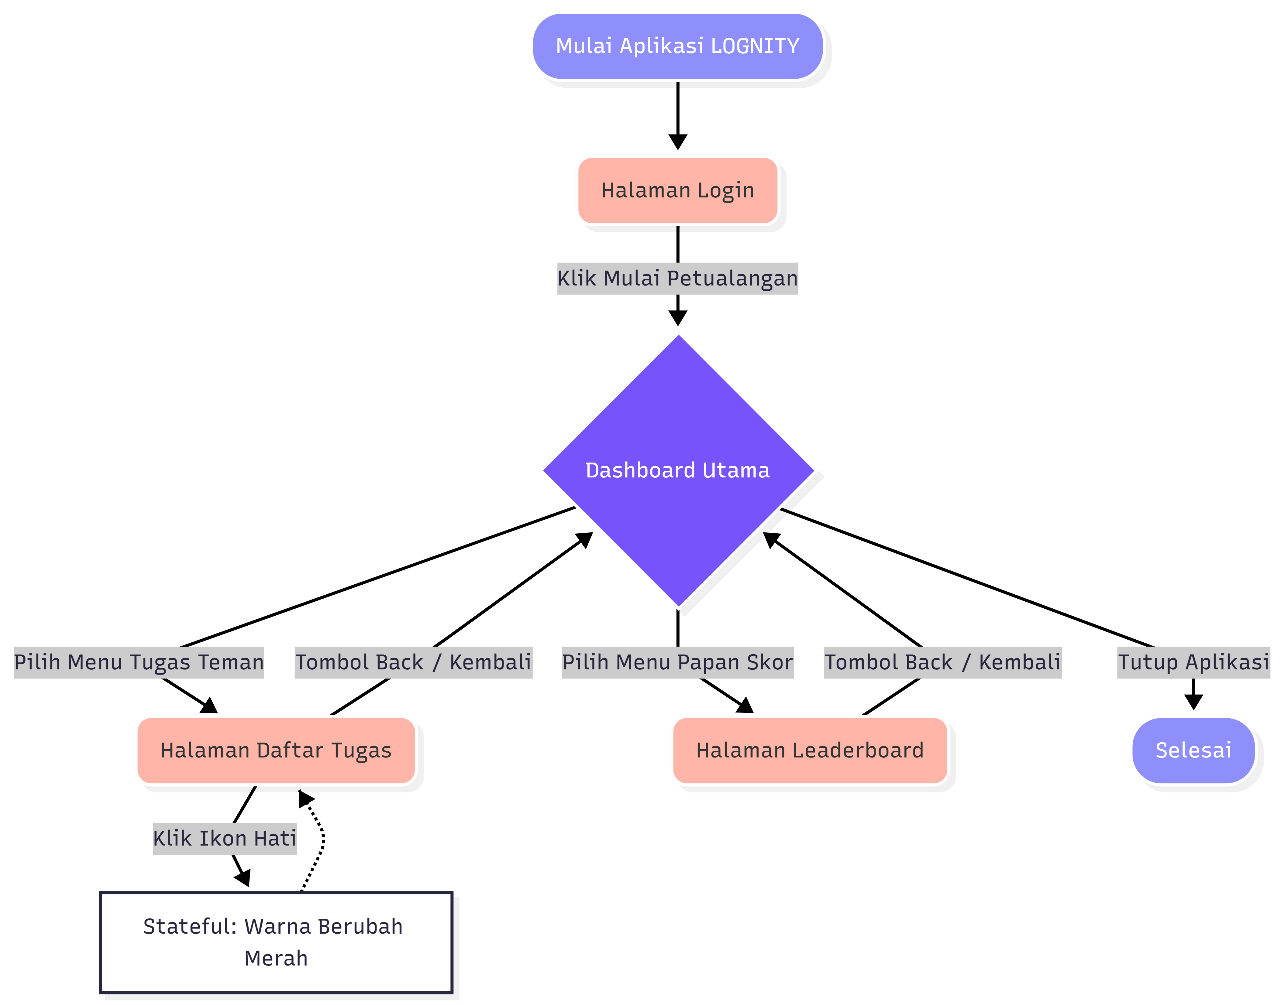 Mulai Aplikasi LOGNITY
Halaman Login
Klik Mulai Petualangan
Dashboard Utama
Pilih Menu Tugas Teman
Tombol Back / Kembali
Pilih Menu Papan Skor
Tombol Back / Kembali
Tutup Aplikasi
Halaman Daftar Tugas
Halaman Leaderboard
Selesai
Klik Ikon Hati
Stateful: Warna Berubah
Merah